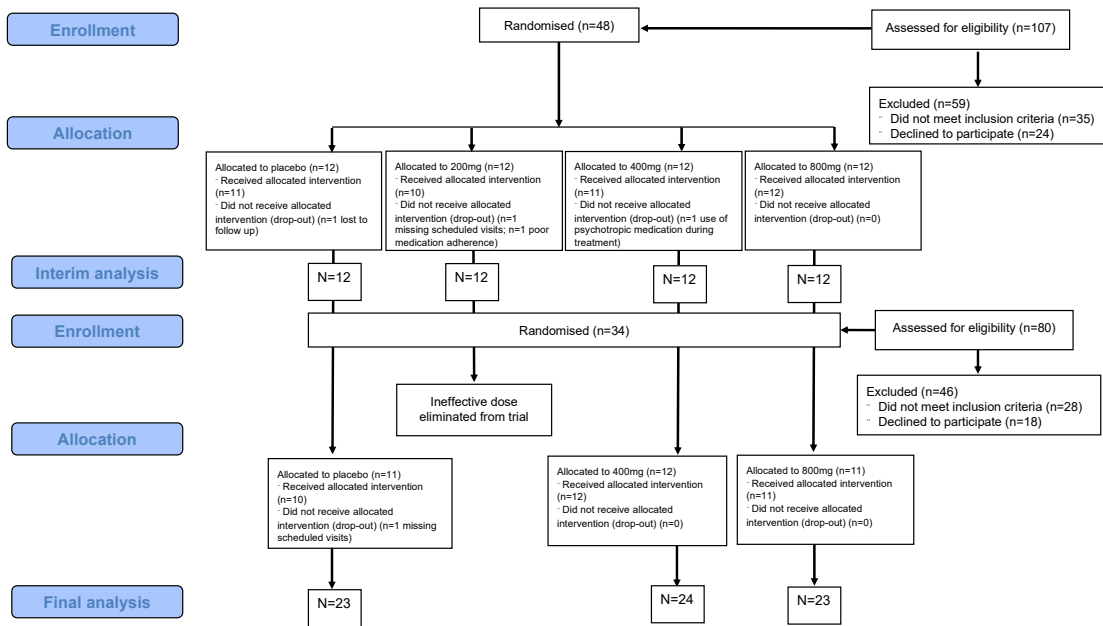 Enrollment
Randomised (n=48)
Assessed for eligibility (n=107)
Excluded (n=59)
¨ Did not meet inclusion criteria (n=35)
¨ Declined to participate (n=24)
Allocation
Allocated to placebo (n=12)
¨ Received allocated intervention
(n=11)
¨ Did not receive allocated
intervention (drop-out) (n=1 lost to
follow up)
Allocated to 200mg (n=12)
¨ Received allocated intervention
(n=10)
¨ Did not receive allocated
intervention (drop-out) (n=1
missing scheduled visits; n=1 poor
medication adherence)
Allocated to 400mg (n=12)
¨ Received allocated intervention
(n=11)
¨ Did not receive allocated
intervention (drop-out) (n=1 use of
psychotropic medication during
treatment)
Allocated to 800mg (n=12)
¨ Received allocated intervention
(n=12)
¨ Did not receive allocated
intervention (drop-out) (n=0)
Interim analysis
N=12
N=12
N=12
N=12
Enrollment
Randomised (n=34)
Assessed for eligibility (n=80)
Excluded (n=46)
¨ Did not meet inclusion criteria (n=28)
¨ Declined to participate (n=18)
Ineffective dose
eliminated from trial
Allocation
Allocated to placebo (n=11)
¨ Received allocated intervention
(n=10)
¨ Did not receive allocated
intervention (drop-out) (n=1 missing
scheduled visits)
Allocated to 400mg (n=12)
¨ Received allocated intervention
(n=12)
¨ Did not receive allocated
intervention (drop-out) (n=0)
Allocated to 800mg (n=11)
¨ Received allocated intervention
(n=11)
¨ Did not receive allocated
intervention (drop-out) (n=0)
Final analysis
N=23
N=24
N=23